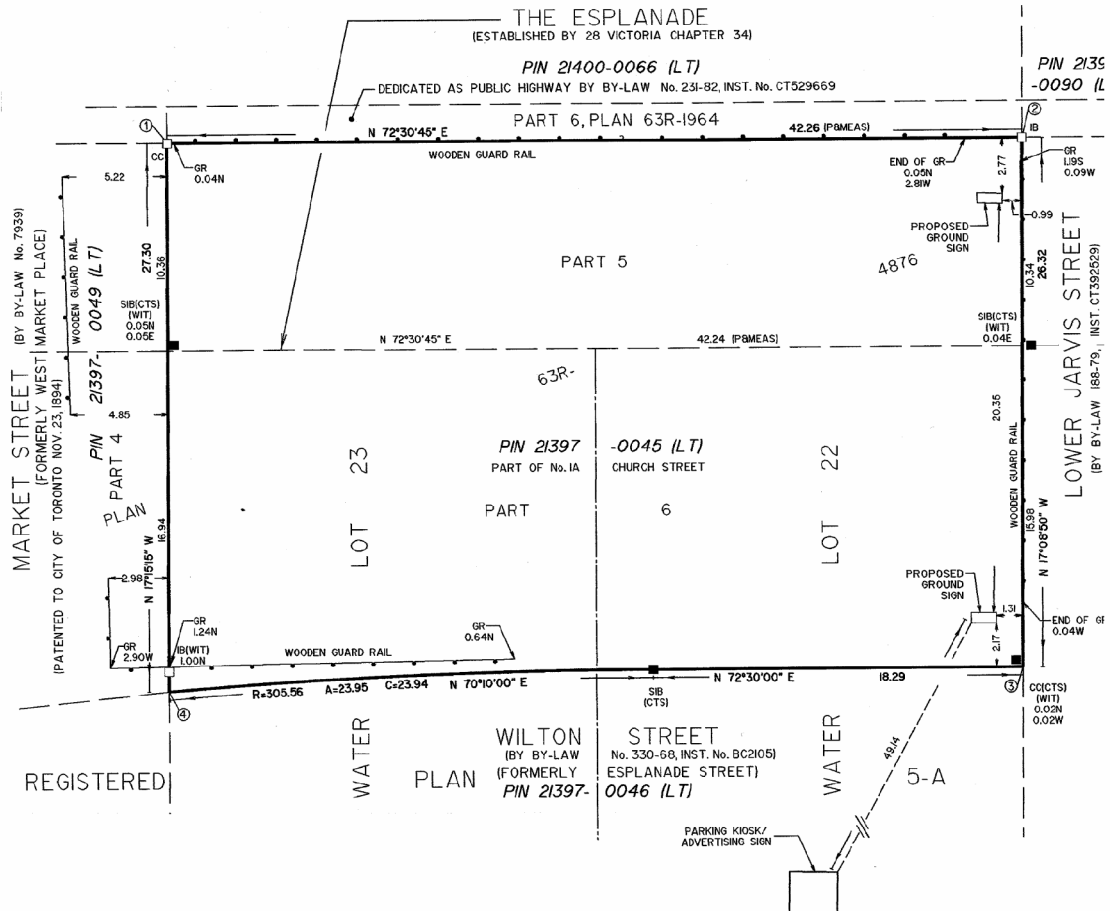 THE ESPLANADE
(ESTABLISHED BY 28 VICTORIA CHAPTER 34)
PIN 21400-0066 (LT)
DEDICATED AS PUBLIC HIGHWAY BY BY-LAW No. 231-82, INST. No. CT529669
PIN 2139
-0090 (L
PART 6, PLAN 63R-1964
1
2
N 72°30'45" E
42.26 (P&MEAS)
IB
CC
WOODEN GUARD RAIL
GR
0.04N
END OF GR
0.05N
2.81W
2.77
GR
1.19S
0.09W
5.22
PROPOSED
GROUND
SIGN
0.99
MARKET STREET
(BY BY-LAW No. 7939)
(FORMERLY WEST MARKET PLACE)
(PATENTED TO CITY OF TORONTO NOV. 23, 1894)
WOODEN GUARD RAIL
PIN 21397- 0049 (LT)
27.30
10.36
PART 5
4876
10.34
26.32
LOWER JARVIS STREET
(BY BY-LAW 188-79, INST. CT392529)
SIB(CTS)
(WIT)
0.05N
0.05E
SIB(CTS)
(WIT)
0.04E
N 72°30'45" E
42.24 (P&MEAS)
63R-
4.85
20.35
PART 4
PLAN
LOT 23
PIN 21397 -0045 (LT)
PART OF No. 1A CHURCH STREET
PART 6
LOT 22
WOODEN GUARD RAIL
16.94
N 17°15'15" W
15.98
N 17°08'50" W
2.98
PROPOSED
GROUND
SIGN
1.31
2.17
GR
1.24N
GR
0.64N
END OF GR
0.04W
GR
2.90W
IB(WIT)
1.00N
WOODEN GUARD RAIL
R=305.56 A=23.95 C=23.94 N 70°10'00" E
SIB
(CTS)
N 72°30'00" E
18.29
3
CC(CTS)
(WIT)
0.02N
0.02W
4
WATER
WILTON STREET
(BY BY-LAW No. 330-68, INST. No. BC2105)
(FORMERLY ESPLANADE STREET)
PIN 21397- 0046 (LT)
WATER
49.14
REGISTERED PLAN 5-A
PARKING KIOSK/
ADVERTISING SIGN